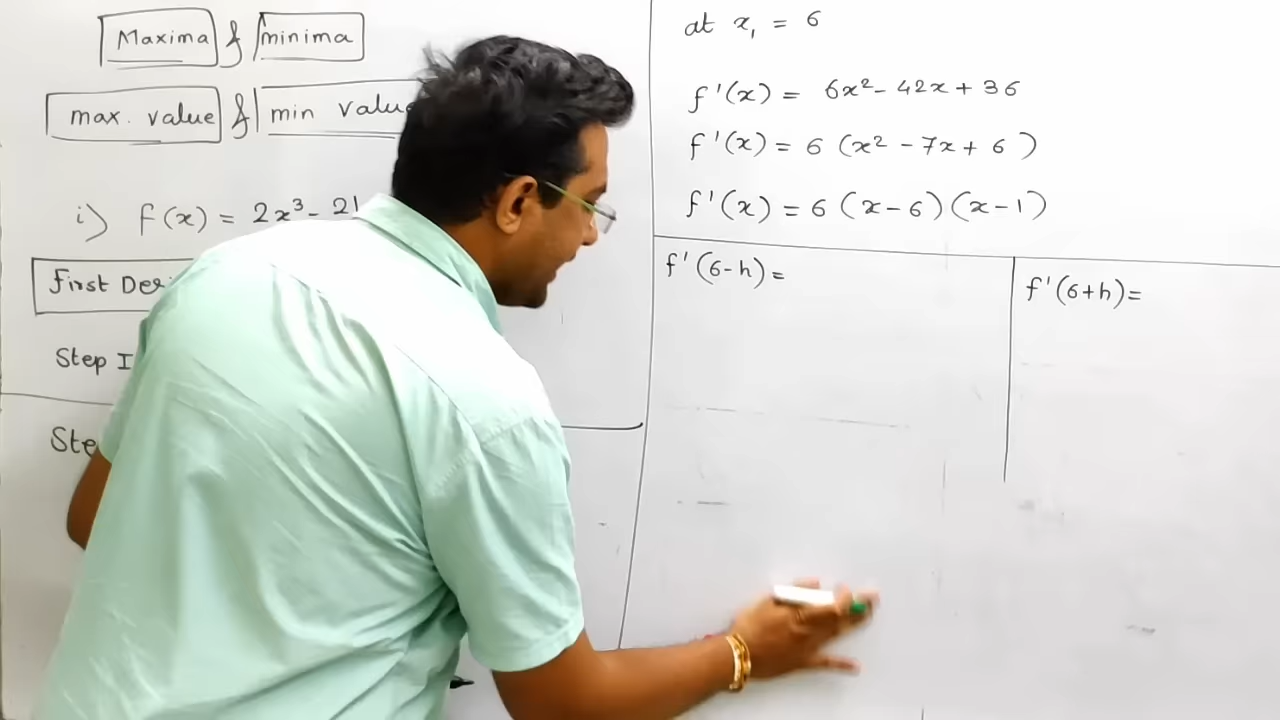 Maxima & minima
max. value & min value
i) f(x) = 2x³ - 21
First Der
Step I
Ste
at x₁ = 6
f'(x) = 6x² - 42x + 36
f'(x) = 6 (x² - 7x + 6 )
f'(x) = 6 (x-6)(x-1)
f'(6-h)=
f'(6+h)=